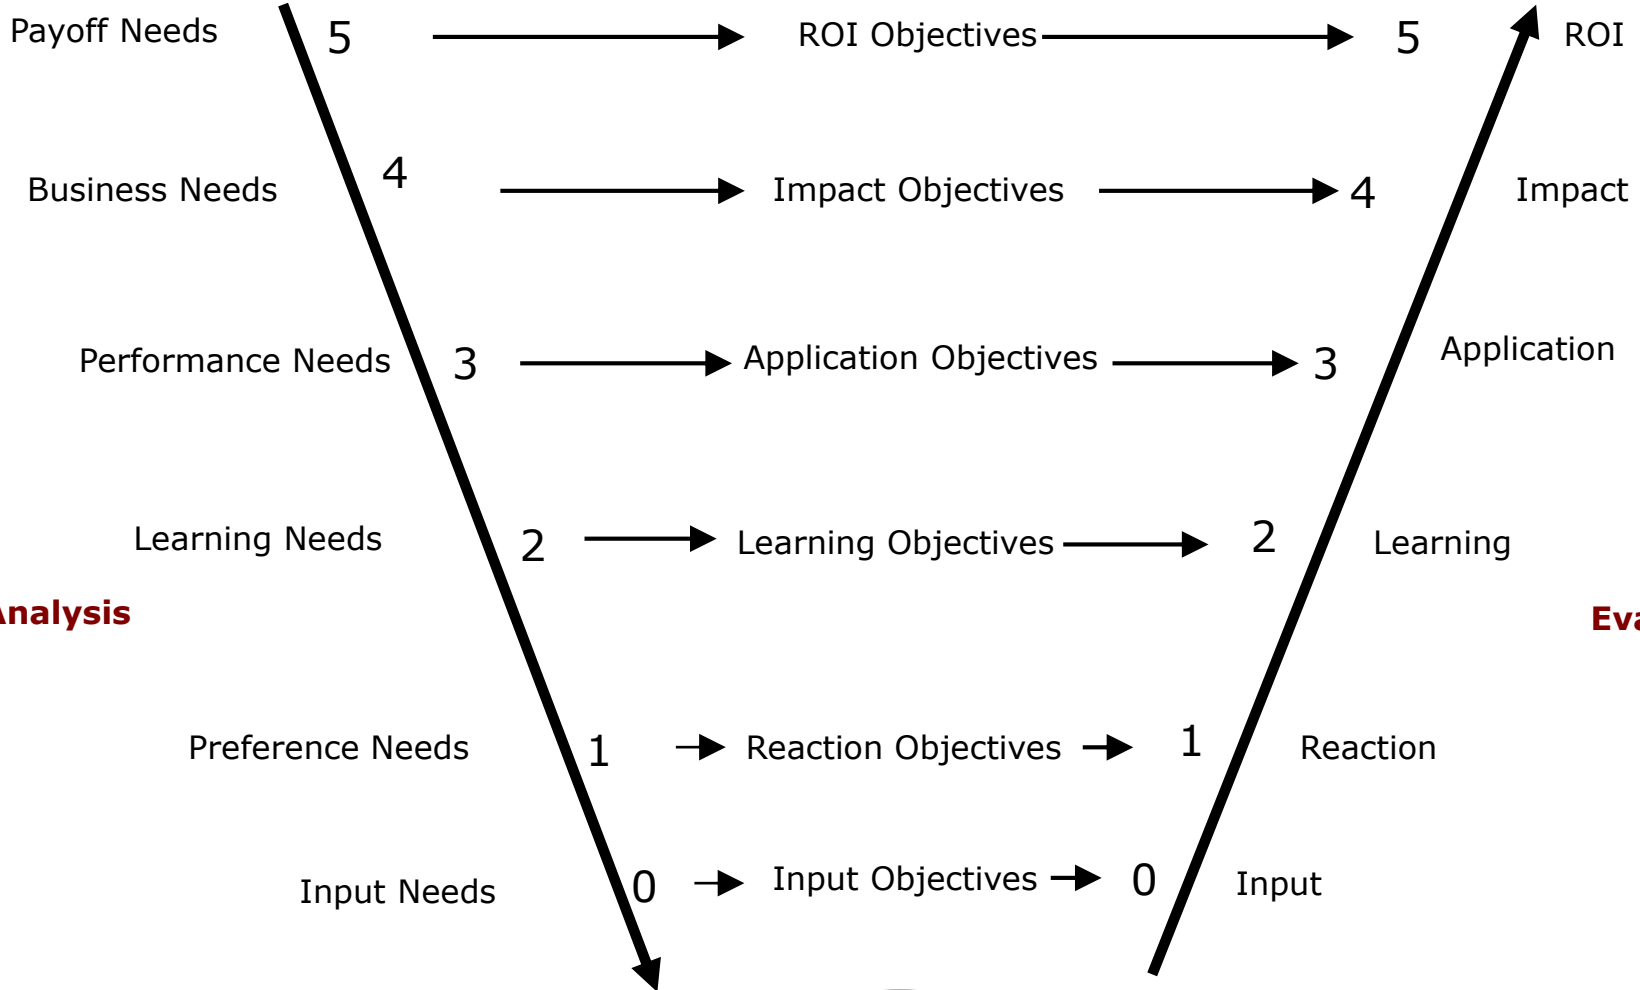 Payoff Needs 5 ROI Objectives 5 ROI
Business Needs 4 Impact Objectives 4 Impact
Performance Needs 3 Application Objectives 3 Application
Learning Needs 2 Learning Objectives 2 Learning
Analysis
Preference Needs 1 Reaction Objectives 1 Reaction
Input Needs 0 Input Objectives 0 Input